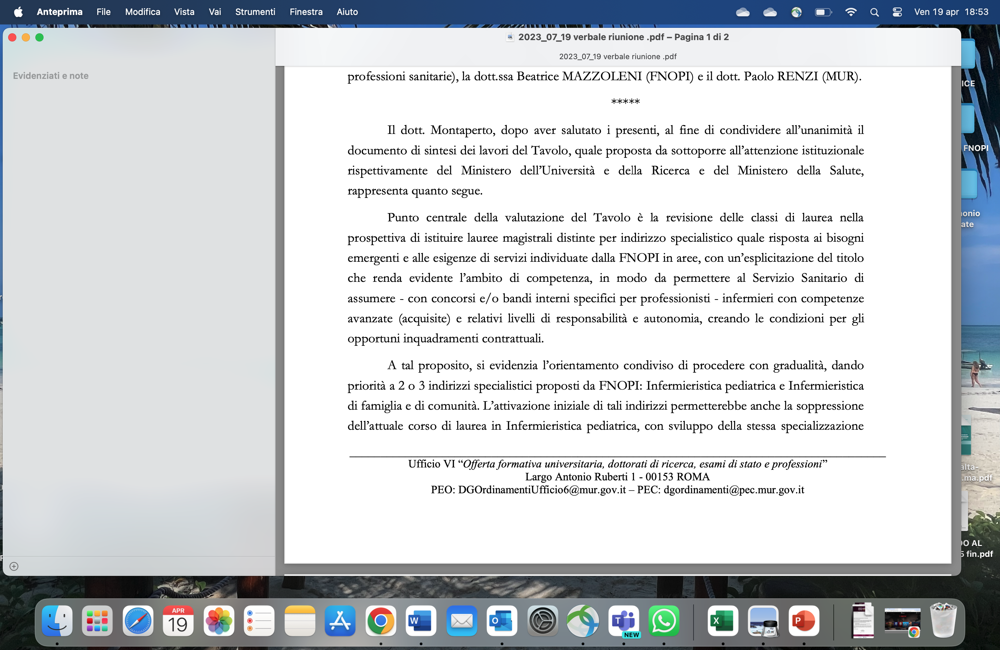 Anteprima File Modifica Vista Vai Strumenti Finestra Aiuto Ven 19 apr 18:53
2023_07_19 verbale riunione .pdf – Pagina 1 di 2
2023_07_19 verbale riunione .pdf
Evidenziati e note
professioni sanitarie), la dott.ssa Beatrice MAZZOLENI (FNOPI) e il dott. Paolo RENZI (MUR).
*****
Il dott. Montaperto, dopo aver salutato i presenti, al fine di condividere all’unanimità il
documento di sintesi dei lavori del Tavolo, quale proposta da sottoporre all’attenzione istituzionale
rispettivamente del Ministero dell’Università e della Ricerca e del Ministero della Salute,
rappresenta quanto segue.
Punto centrale della valutazione del Tavolo è la revisione delle classi di laurea nella
prospettiva di istituire lauree magistrali distinte per indirizzo specialistico quale risposta ai bisogni
emergenti e alle esigenze di servizi individuate dalla FNOPI in aree, con un’esplicitazione del titolo
che renda evidente l’ambito di competenza, in modo da permettere al Servizio Sanitario di
assumere - con concorsi e/o bandi interni specifici per professionisti - infermieri con competenze
avanzate (acquisite) e relativi livelli di responsabilità e autonomia, creando le condizioni per gli
opportuni inquadramenti contrattuali.
A tal proposito, si evidenzia l’orientamento condiviso di procedere con gradualità, dando
priorità a 2 o 3 indirizzi specialistici proposti da FNOPI: Infermieristica pediatrica e Infermieristica
di famiglia e di comunità. L’attivazione iniziale di tali indirizzi permetterebbe anche la soppressione
dell’attuale corso di laurea in Infermieristica pediatrica, con sviluppo della stessa specializzazione
Ufficio VI “Offerta formativa universitaria, dottorati di ricerca, esami di stato e professioni”
Largo Antonio Ruberti 1 - 00153 ROMA
PEO: DGOrdinamentiUfficio6@mur.gov.it – PEC: dgordinamenti@pec.mur.gov.it
ICE
FNOPI
onio
ate
alta-
.ma.pdf
DO AL
5 fin.pdf
APR
19
W
O
T
NEW
X
P